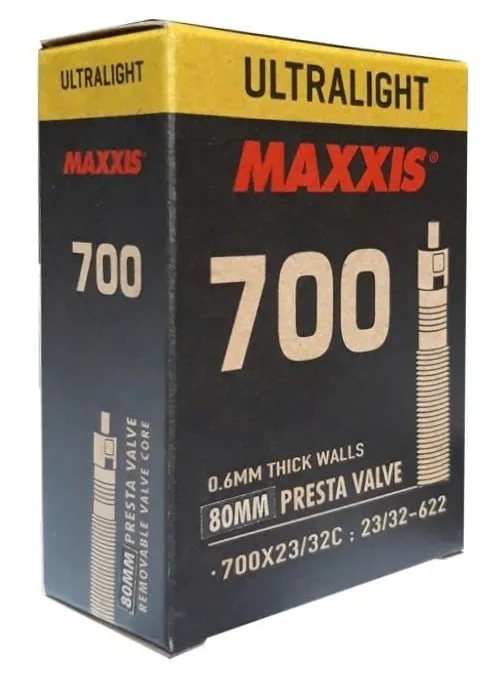 ULTRALIGHT
MAXXIS
700
80MM PRESTA VALVE
REMOVABLE VALVE CORE
ULTRALIGHT
MAXXIS®
700
0.6MM THICK WALLS
80MM PRESTA VALVE
·700X23/32C : 23/32-622